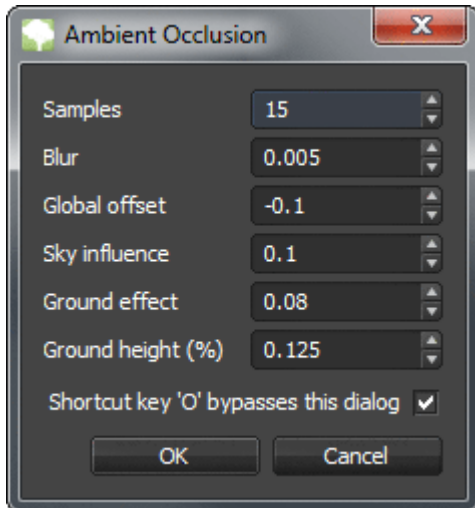 Ambient Occlusion
Samples 15
Blur 0.005
Global offset -0.1
Sky influence 0.1
Ground effect 0.08
Ground height (%) 0.125
Shortcut key 'O' bypasses this dialog
OK Cancel